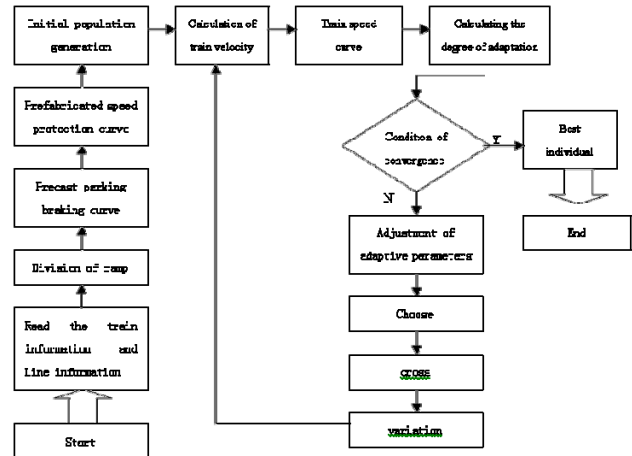 Initial population
generation
Calculation of
train velocity
Train speed
curve
Calculating the
degree of adaptation
Prefabricated speed
protection curve
Condition of
convergence
Y
Best
individual
Precast parking
braking curve
N
Adjustment of
adaptive parameters
End
Division of ramp
Choose
Read the train
information and
Line information
cross
Start
variation